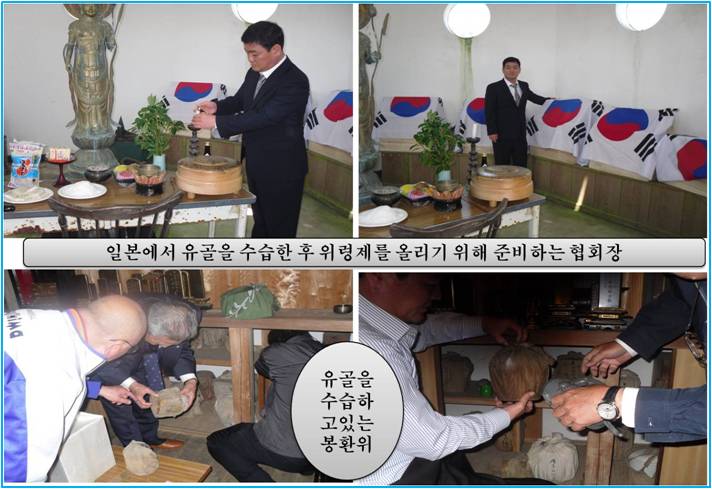 일본에서 유골을 수습한 후 위령제를 올리기 위해 준비하는 협회장
유골을
수습하
고있는
봉환위